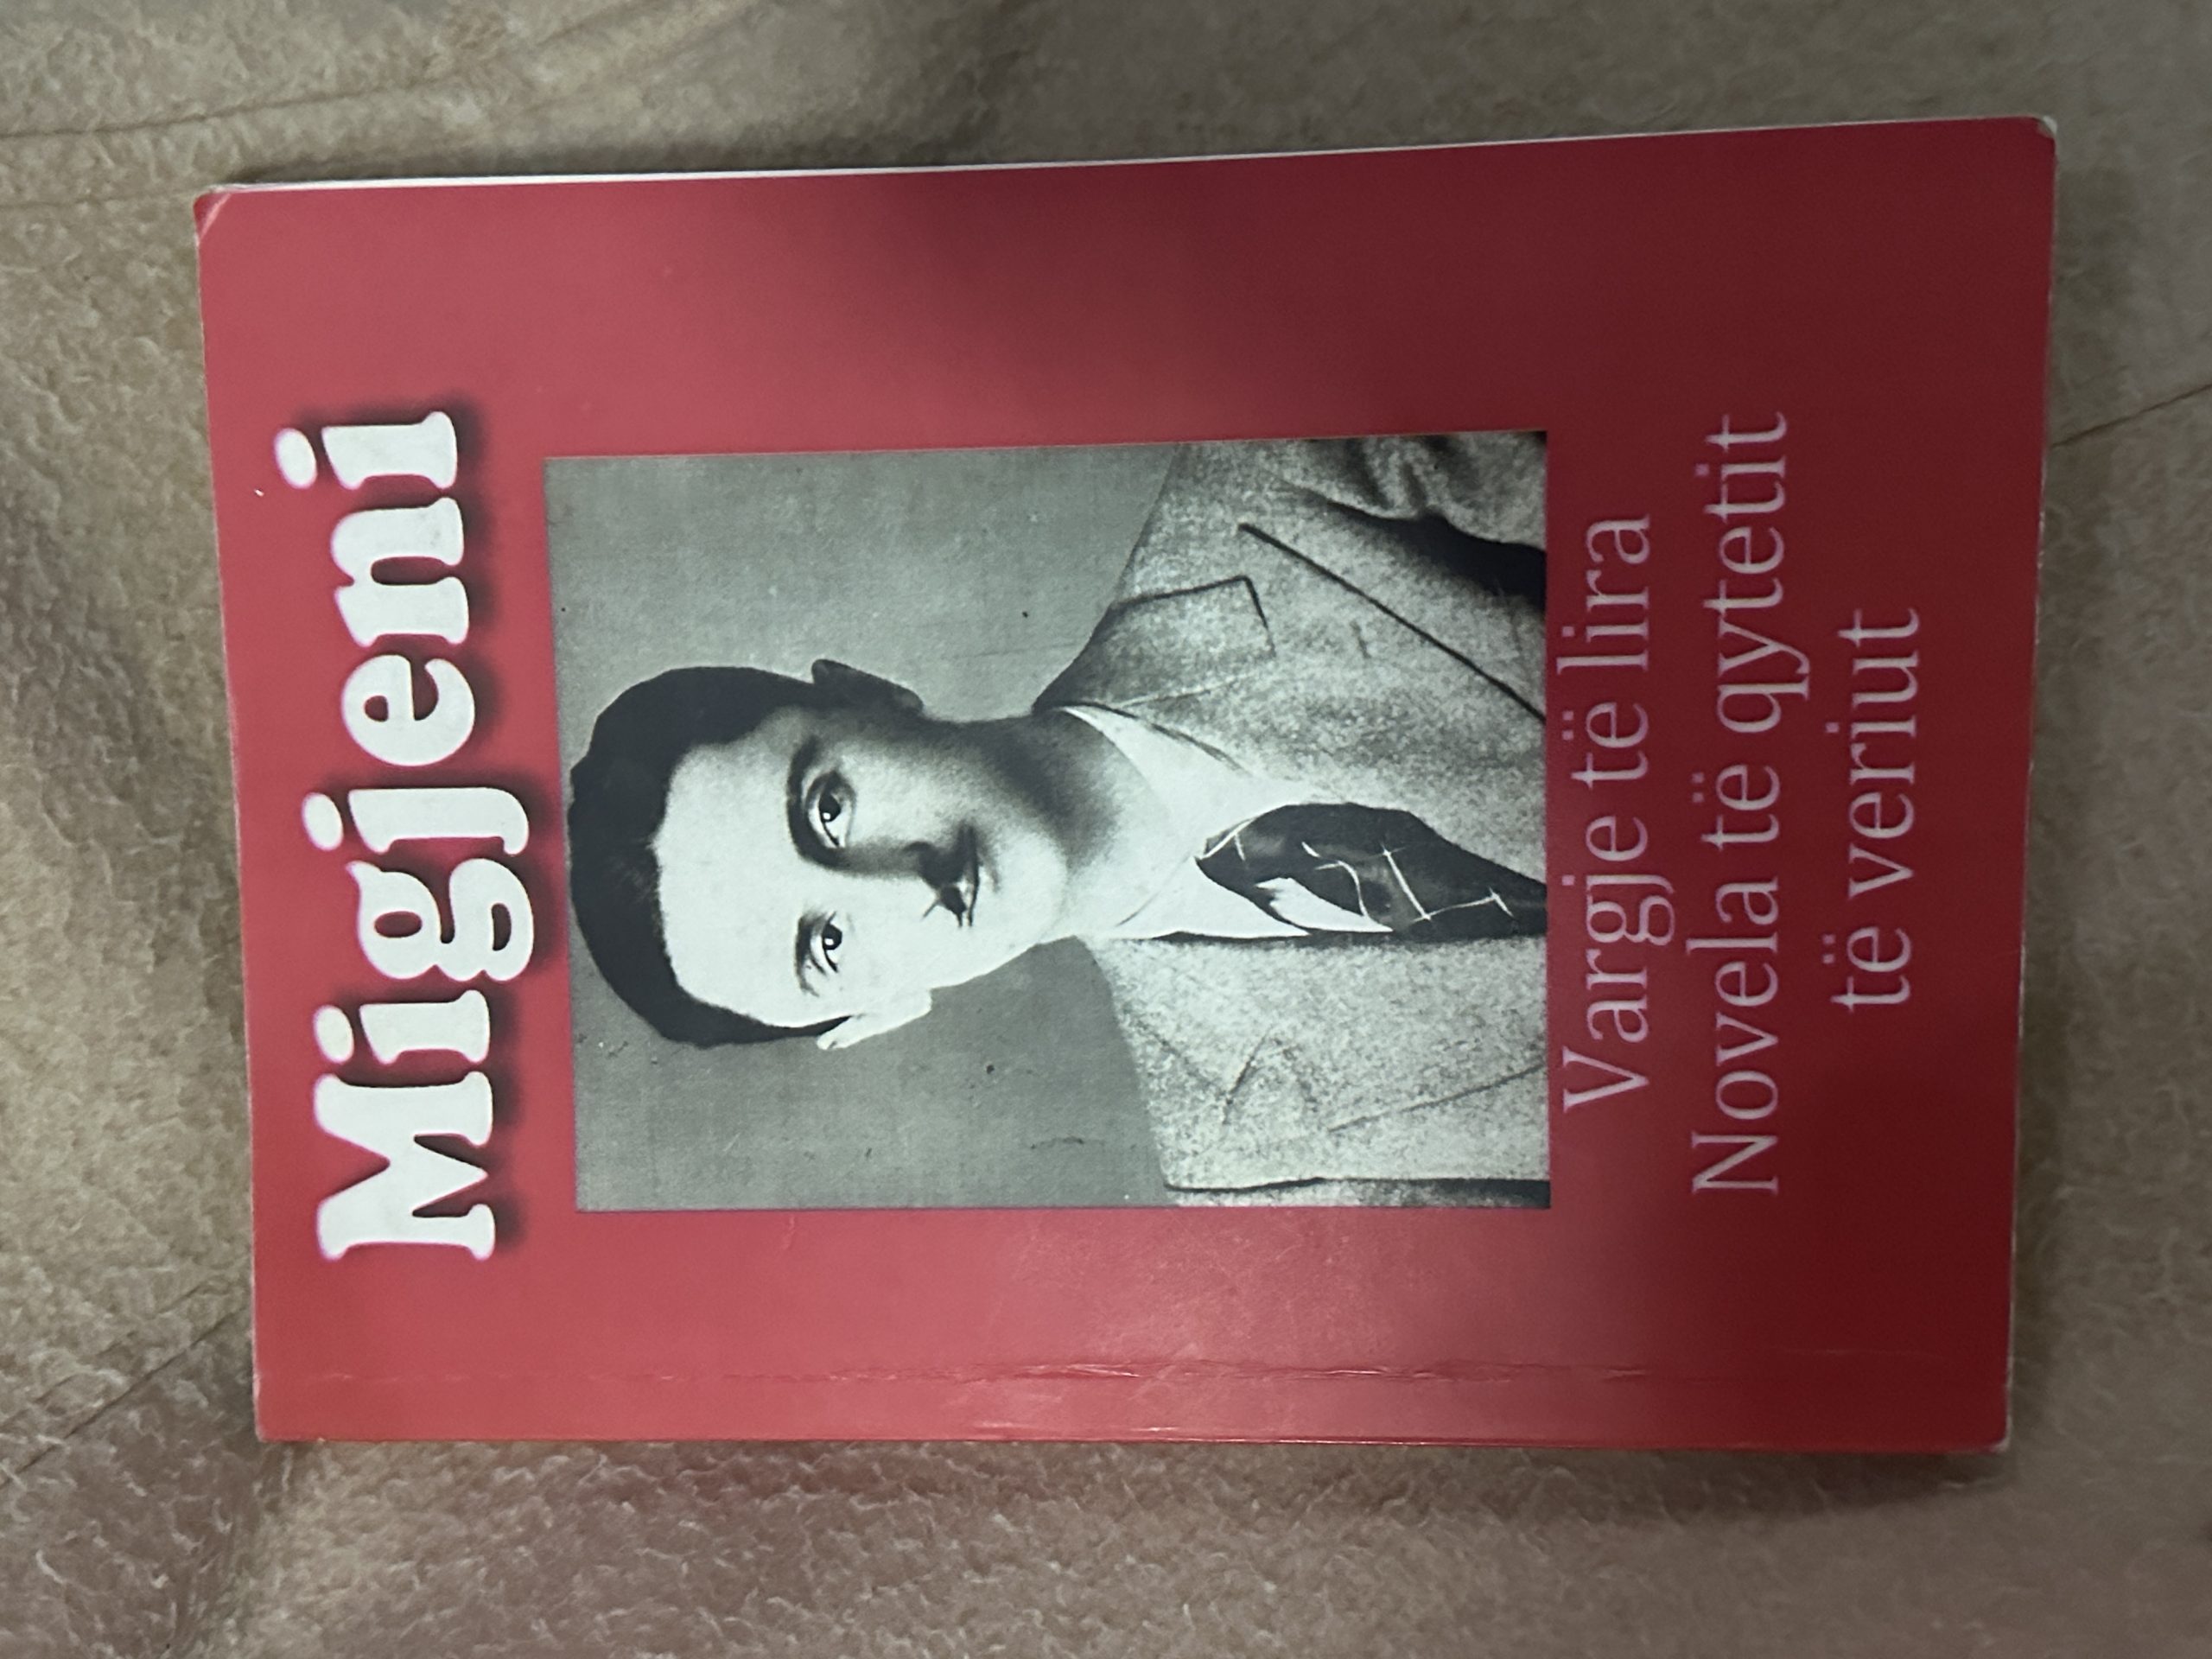 Migjeni
Vargje të lira
Novela të qytetit
të veriut